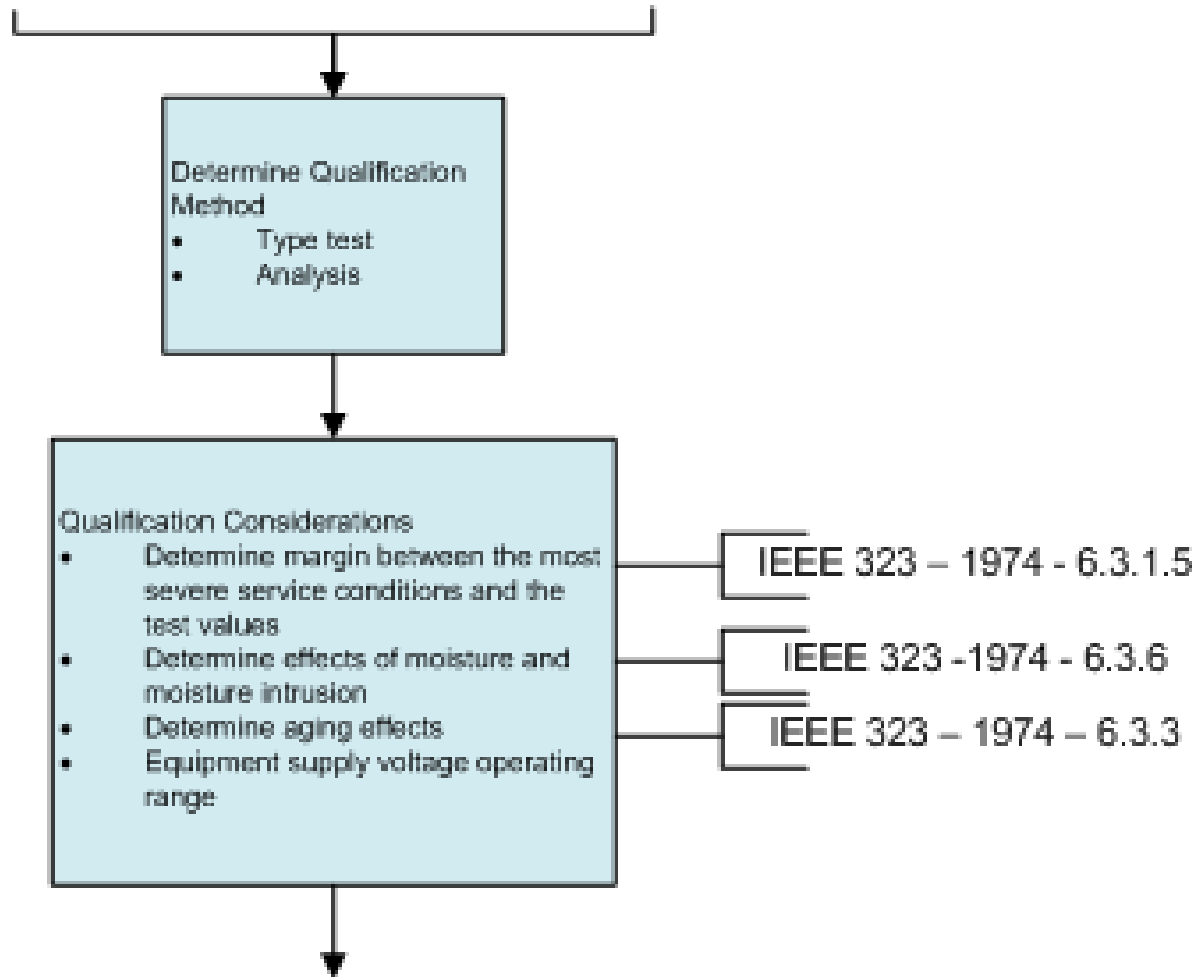 Determine Qualification
Method
• Type test
• Analysis
Qualification Considerations
• Determine margin between the most
severe service conditions and the
test values
• Determine effects of moisture and
moisture intrusion
• Determine aging effects
• Equipment supply voltage operating
range
IEEE 323 – 1974 - 6.3.1.5
IEEE 323 -1974 - 6.3.6
IEEE 323 – 1974 – 6.3.3